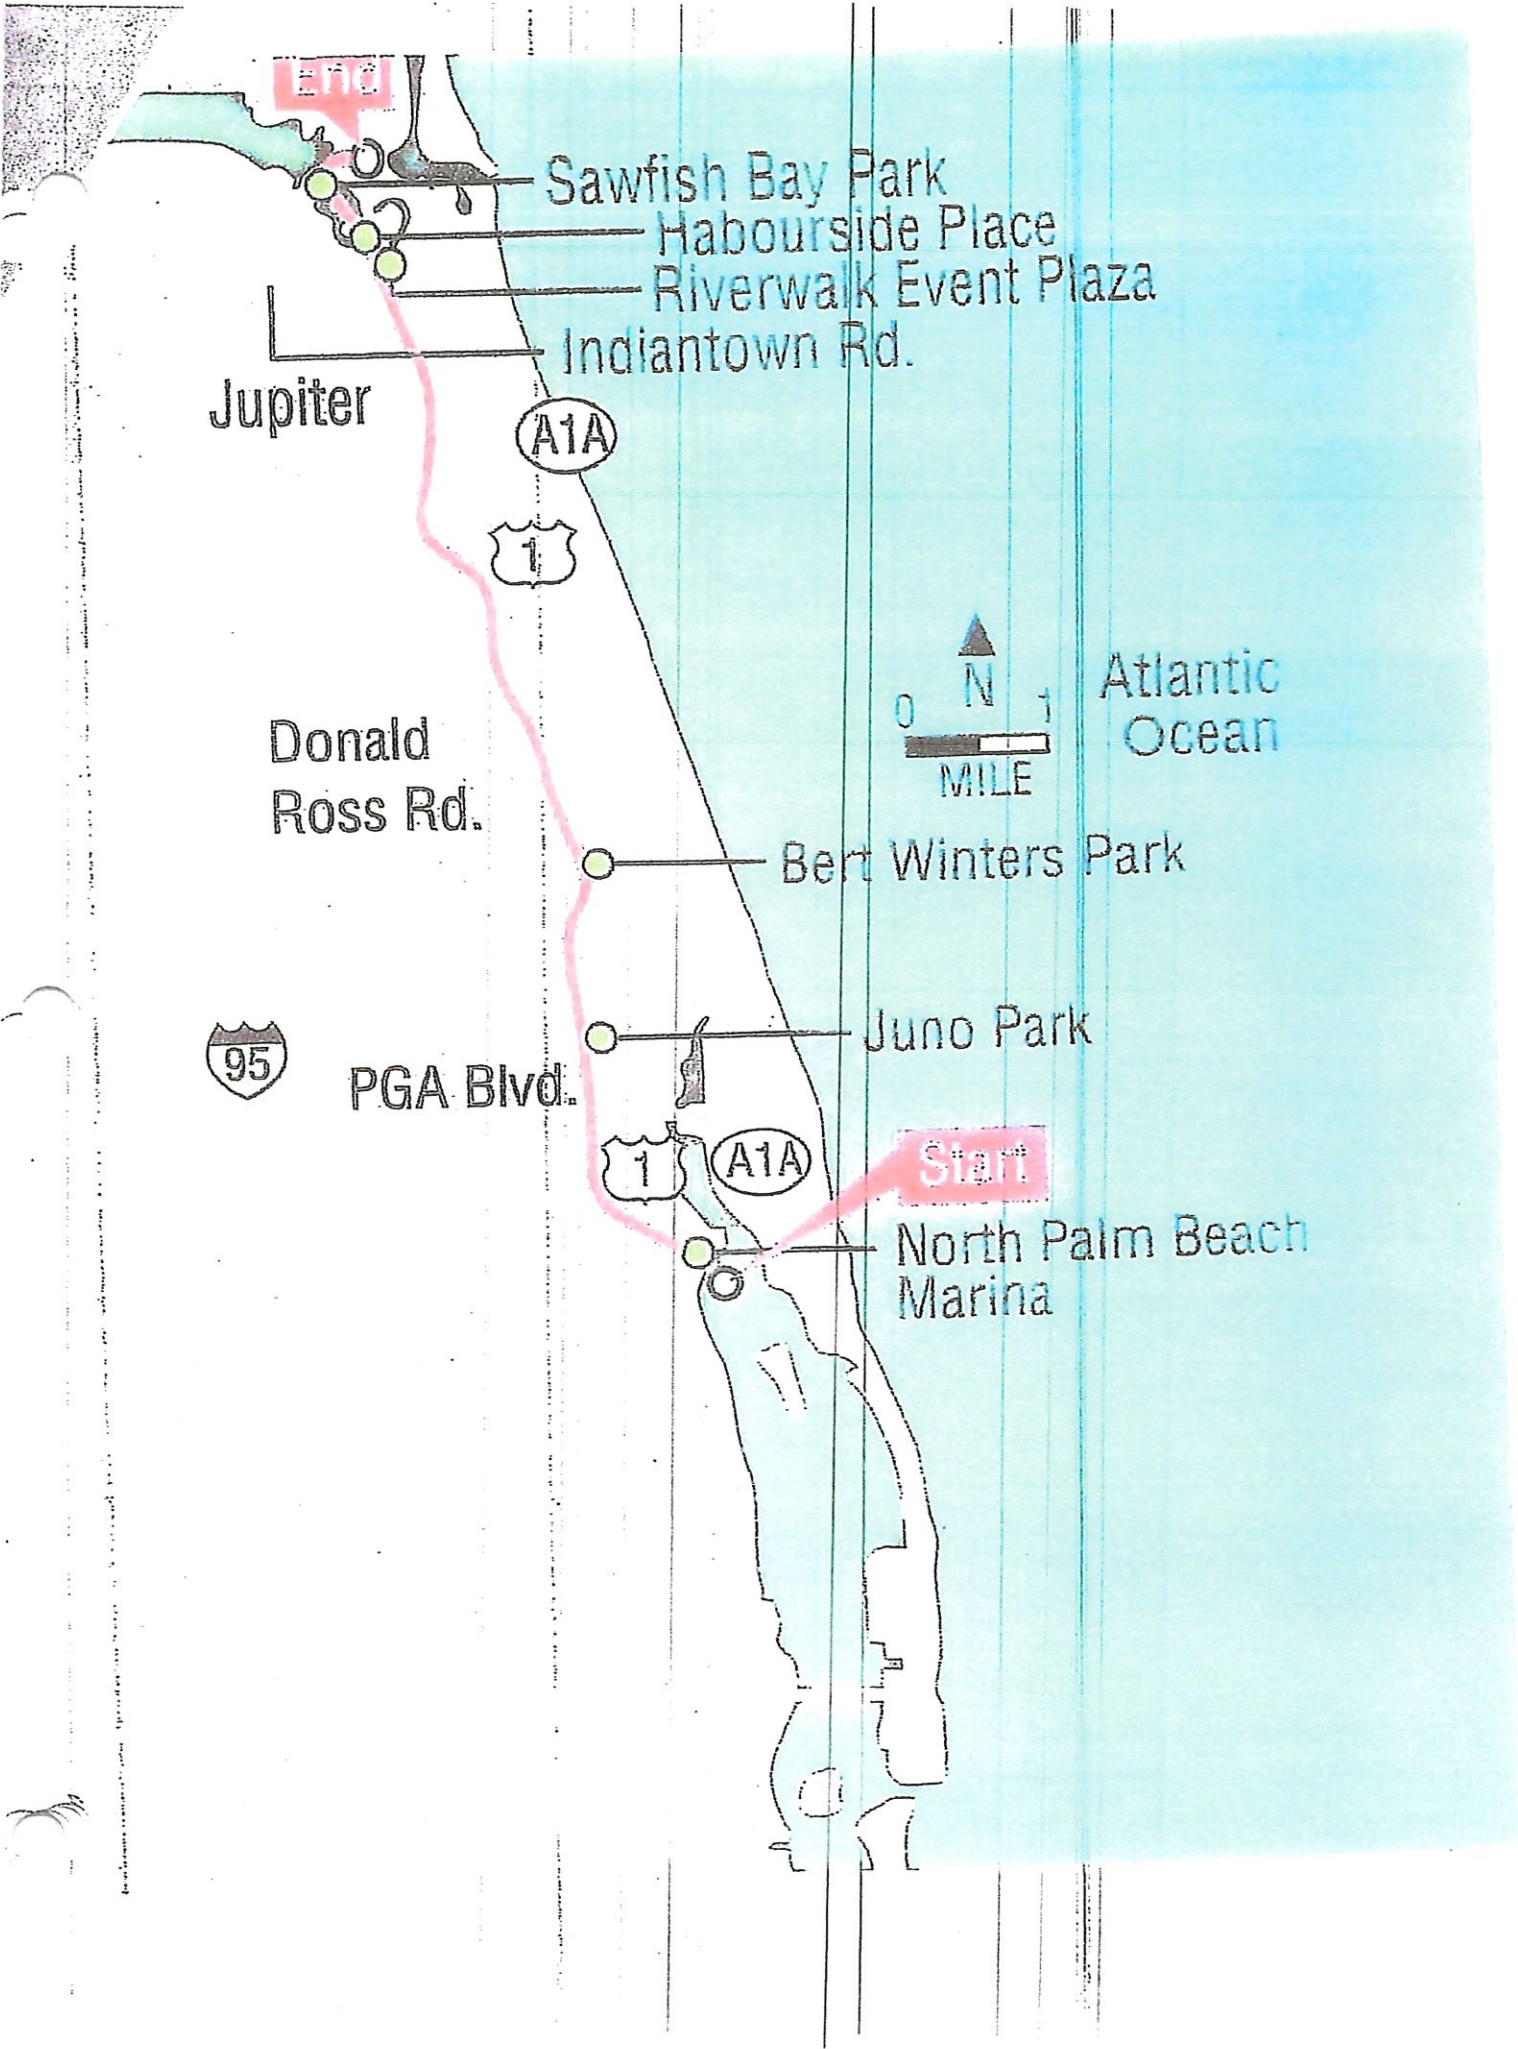 End
Sawfish Bay Park
Habourside Place
Riverwalk Event Plaza
Indiantown Rd.
Jupiter
A1A
1
N
0 1
MILE
Atlantic
Ocean
Donald
Ross Rd.
Bert Winters Park
Juno Park
95
PGA Blvd.
1
A1A
Start
North Palm Beach
Marina